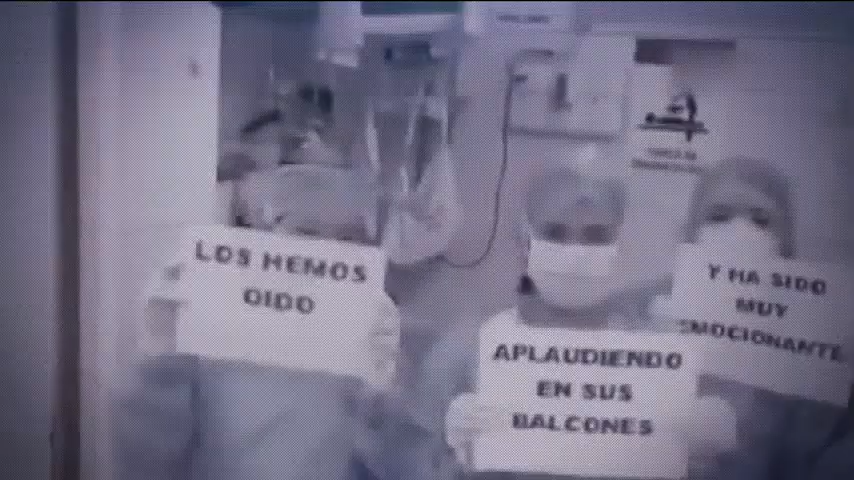 LOS HEMOS
OIDO
APLAUDIENDO
EN SUS
BALCONES
Y HA SIDO
MUY
EMOCIONANTE